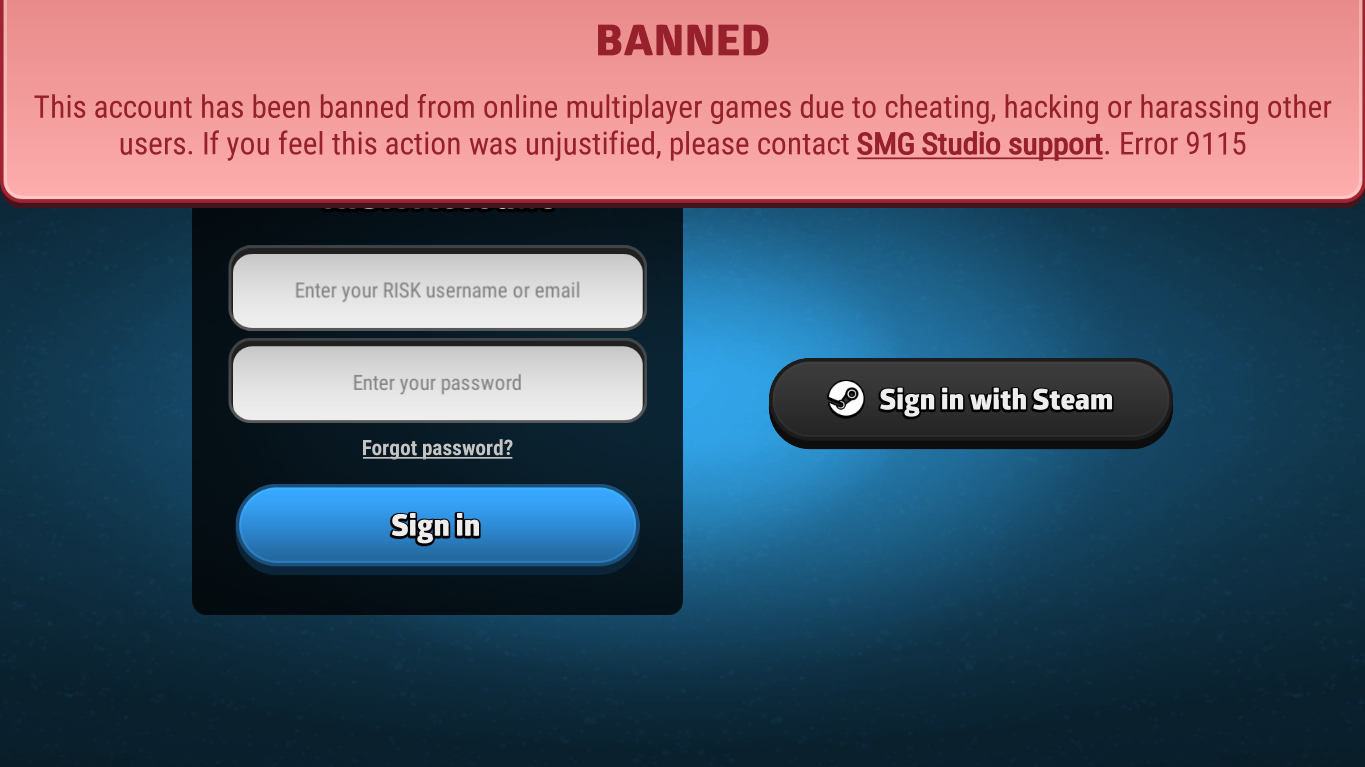 BANNED
This account has been banned from online multiplayer games due to cheating, hacking or harassing other
users. If you feel this action was unjustified, please contact SMG Studio support. Error 9115
Enter your RISK username or email
Enter your password
Forgot password?
Sign in
Sign in with Steam